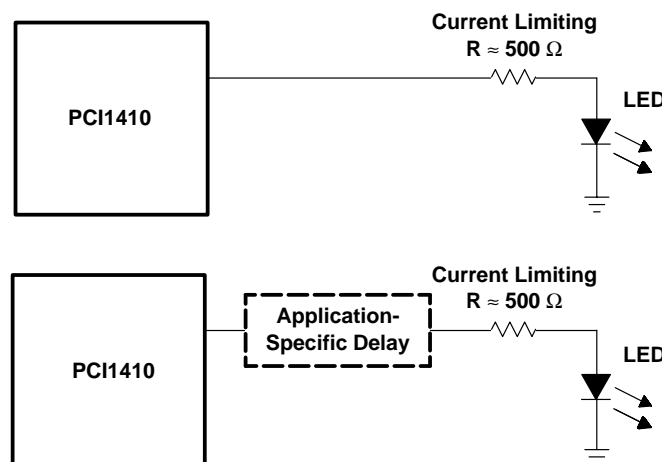 Current Limiting
R ≈ 500 Ω
LED
PCI1410
Current Limiting
R ≈ 500 Ω
Application-
Specific Delay
LED
PCI1410